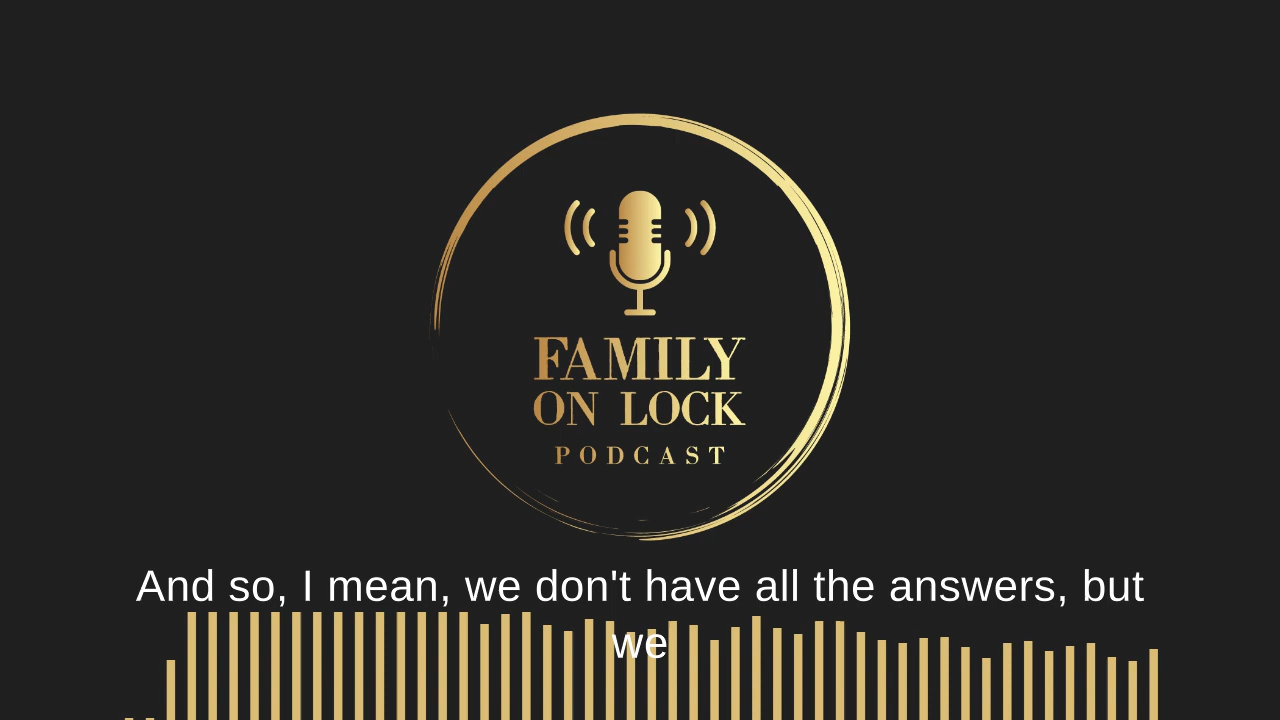 FAMILY
ON LOCK
PODCAST
And so, I mean, we don't have all the answers, but
we